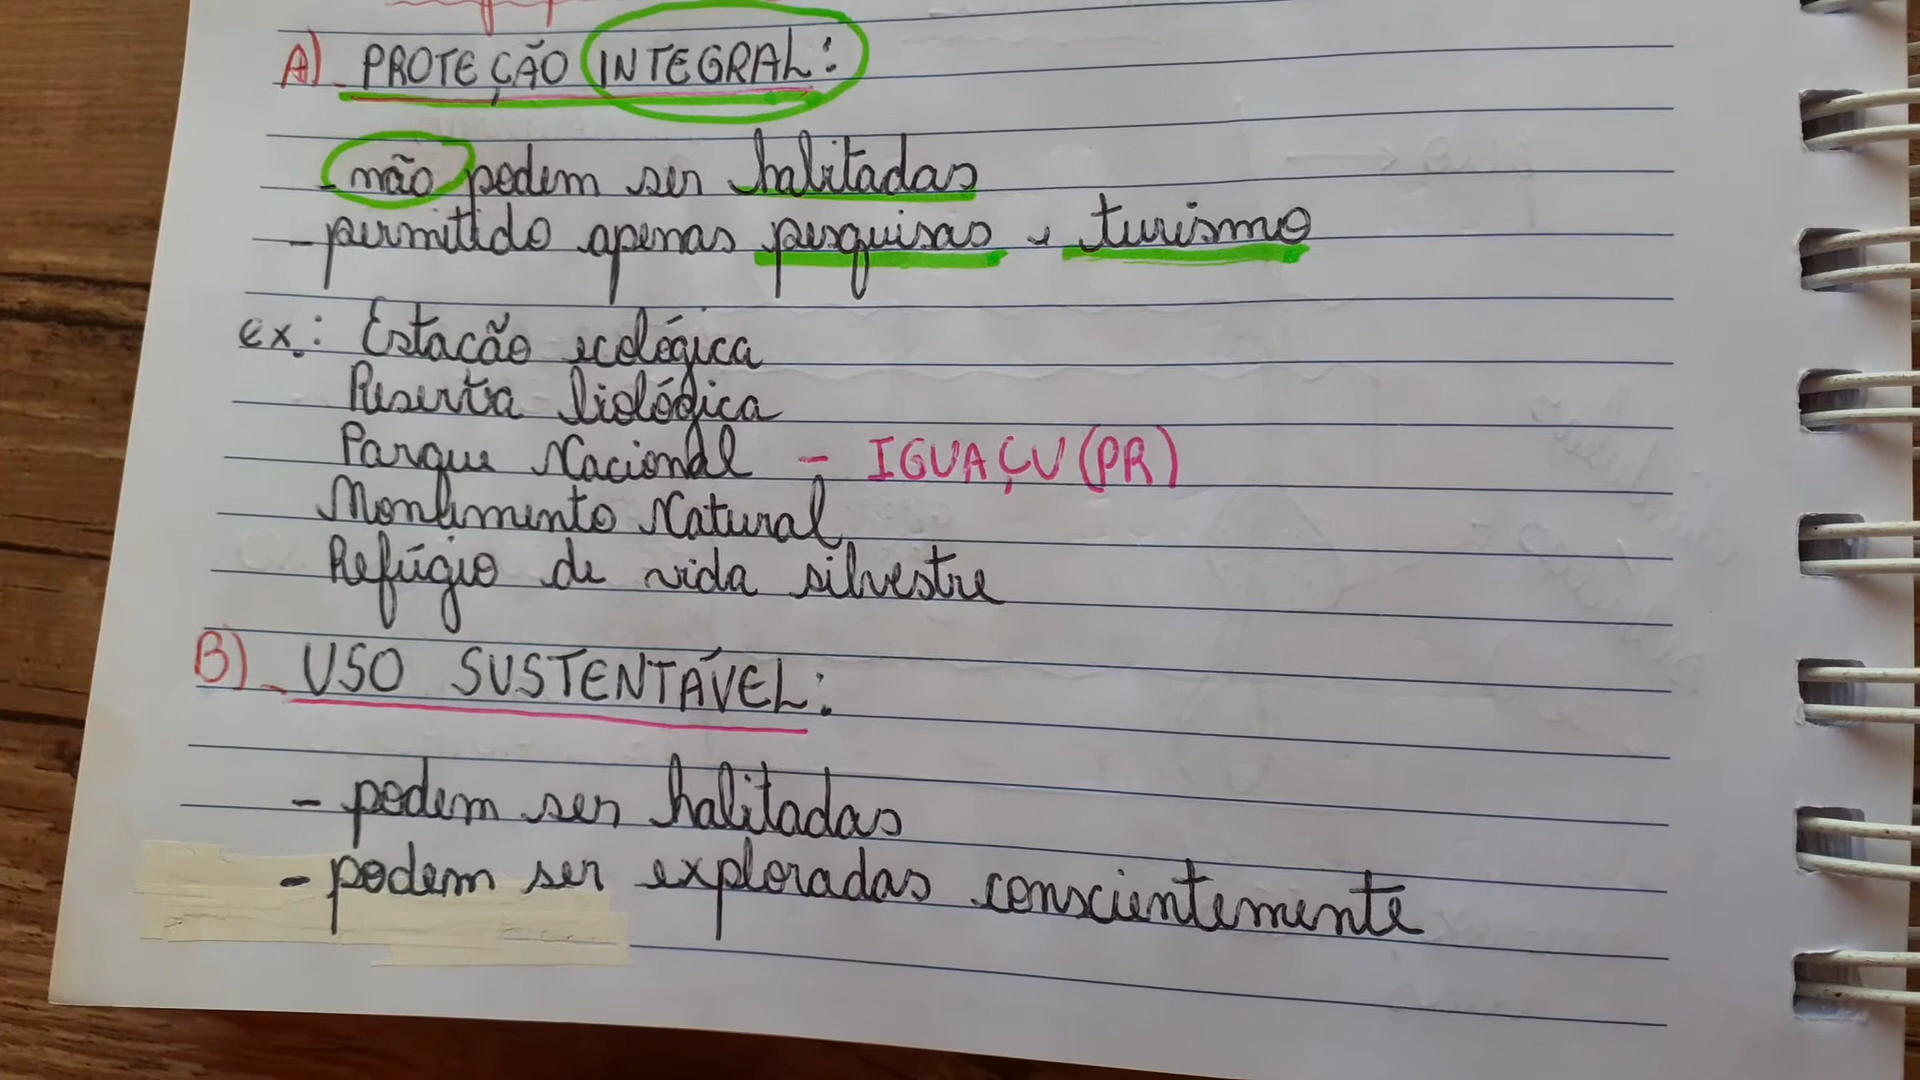 A) PROTEÇÃO INTEGRAL:
- não podem ser habitadas
- permitido apenas pesquisas e turismo
ex.: Estacão ecológica
Reserva biológica
Parque Nacional - IGUAÇU (PR)
Monumento Natural
Refúgio de vida silvestre
B) USO SUSTENTÁVEL:
- podem ser habitadas
- podem ser exploradas conscientemente